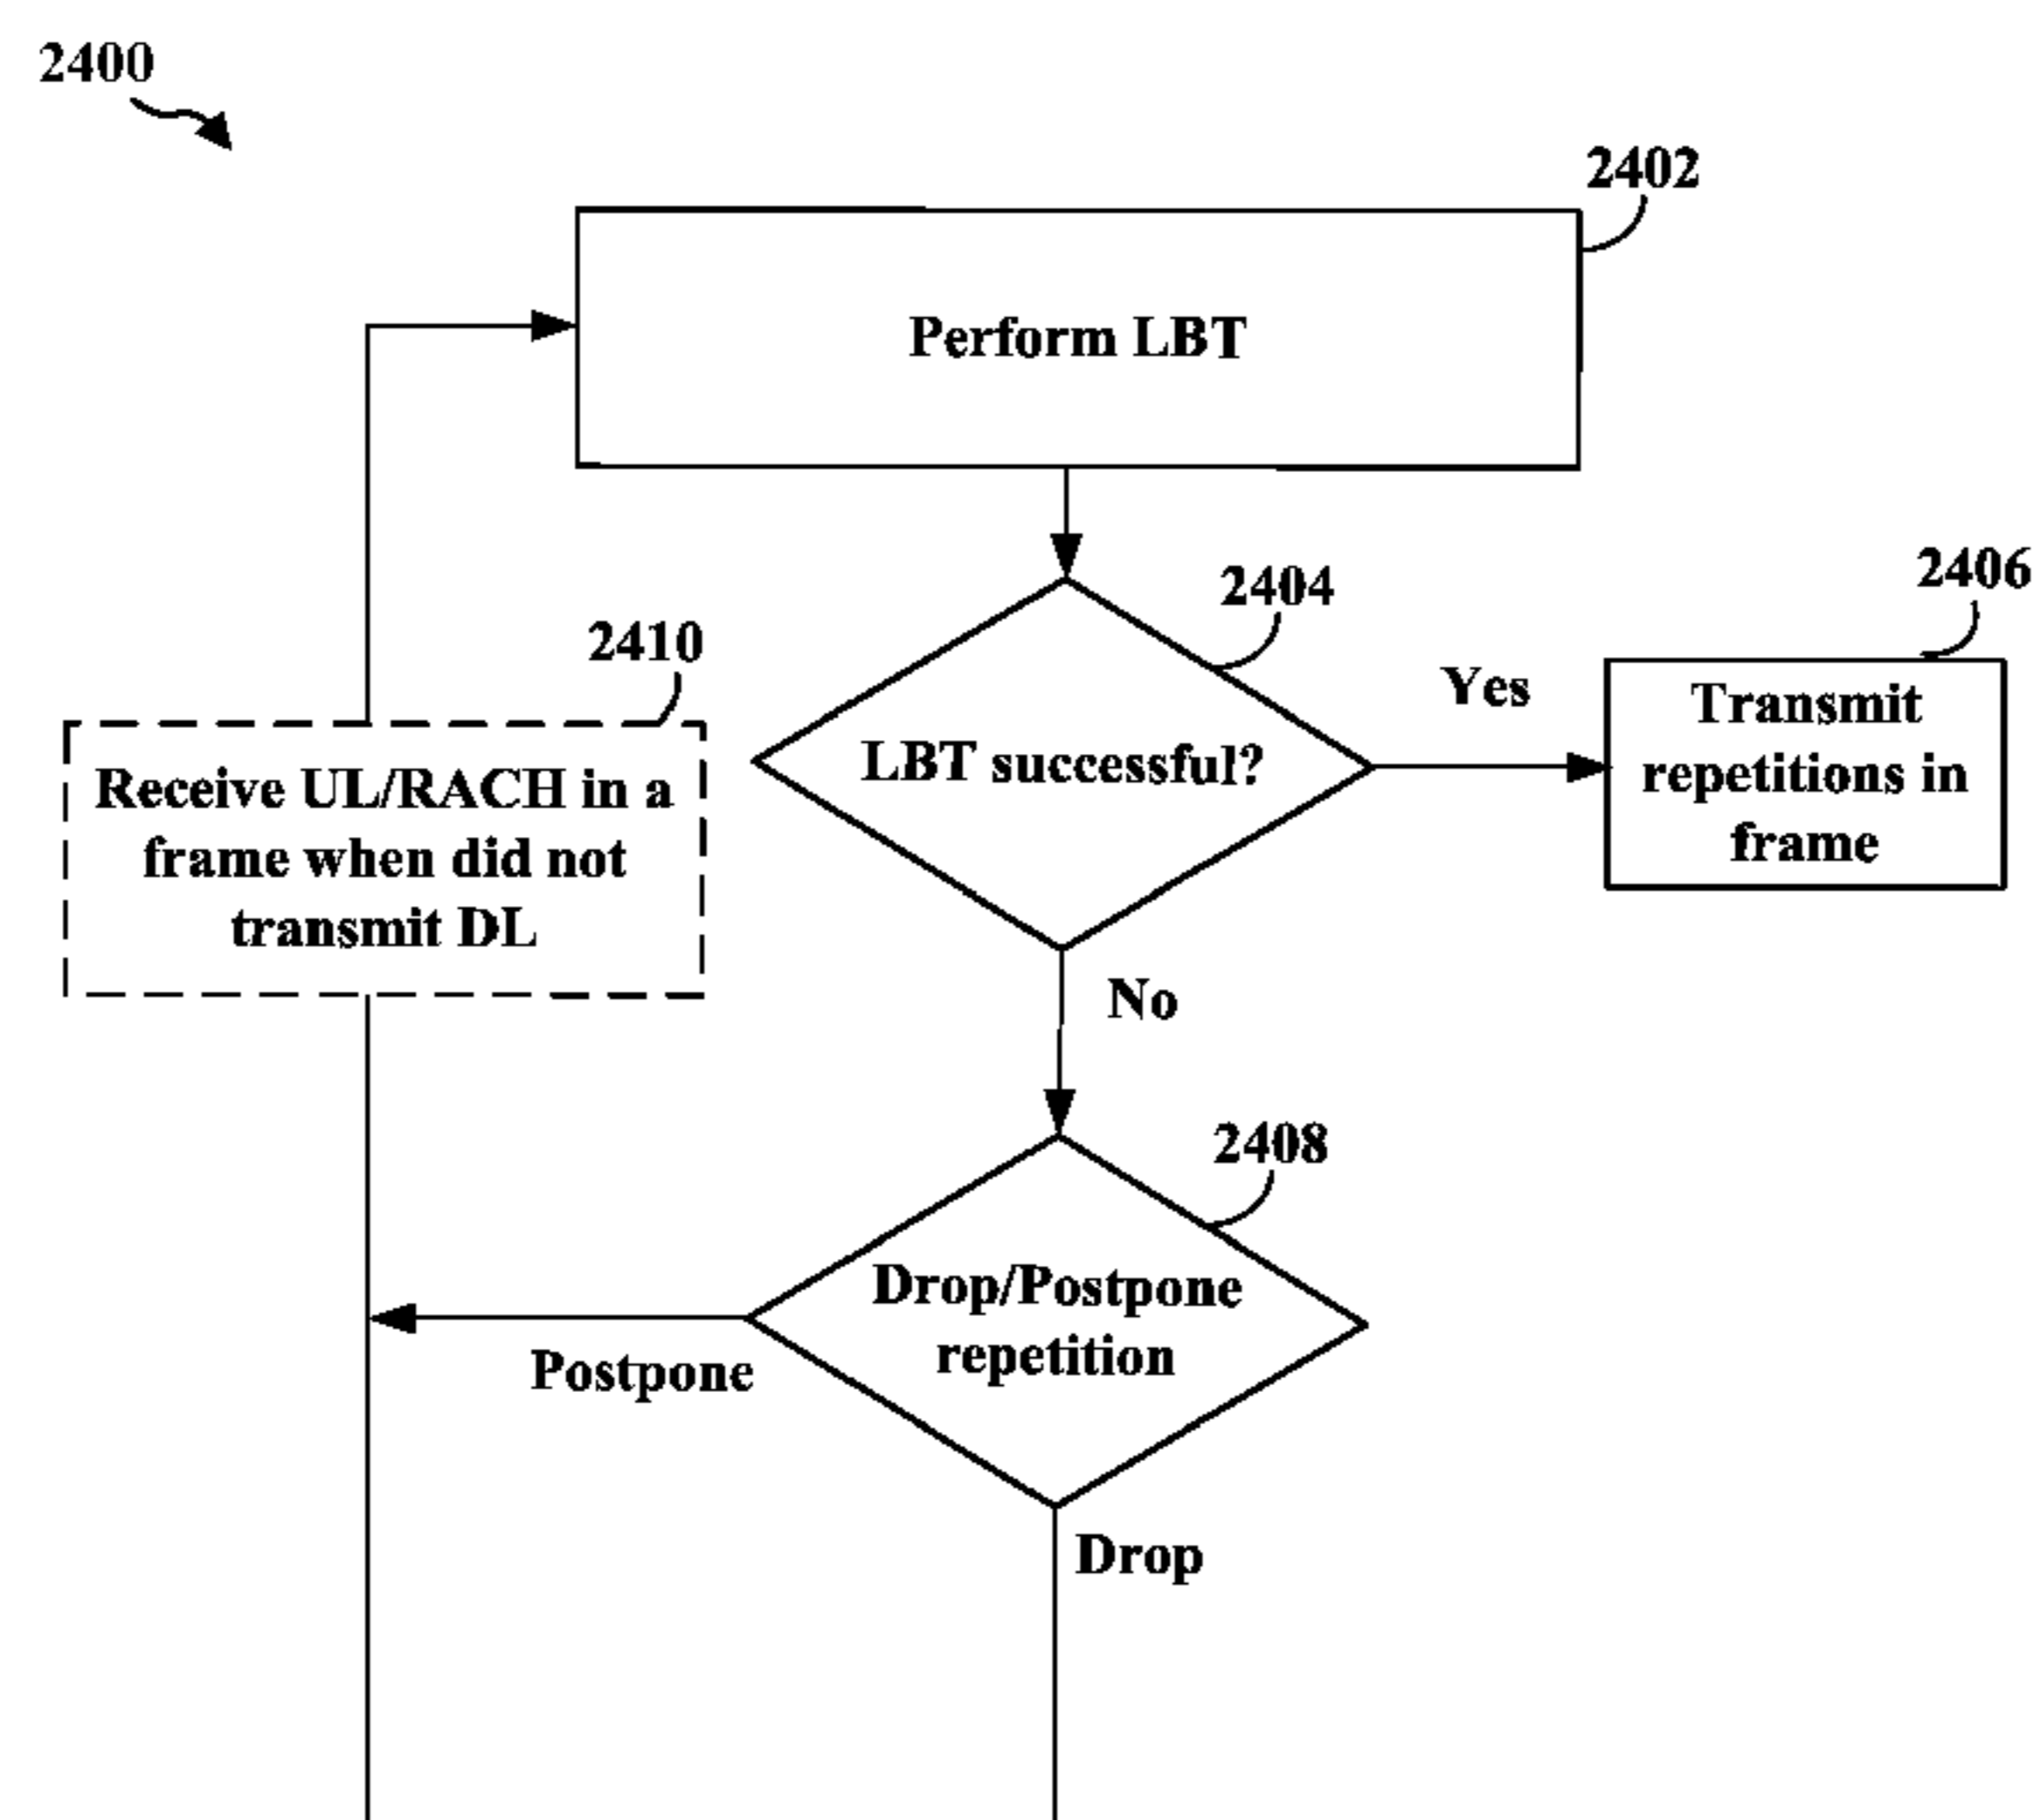 2400
2402
Perform LBT
2404
2406
2410
Yes
Transmit
repetitions in
frame
LBT successful?
Receive UL/RACH in a
frame when did not
transmit DL
No
2408
Drop/Postpone
repetition
Postpone
Drop